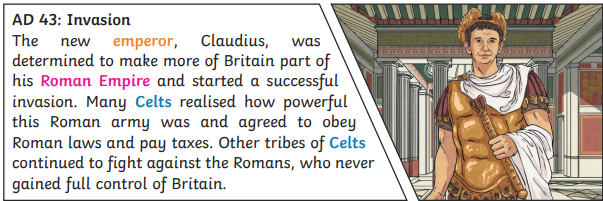 AD 43: Invasion
The new emperor, Claudius, was
determined to make more of Britain part of
his Roman Empire and started a successful
invasion. Many Celts realised how powerful
this Roman army was and agreed to obey
Roman laws and pay taxes. Other tribes of Celts
continued to fight against the Romans, who never
gained full control of Britain.